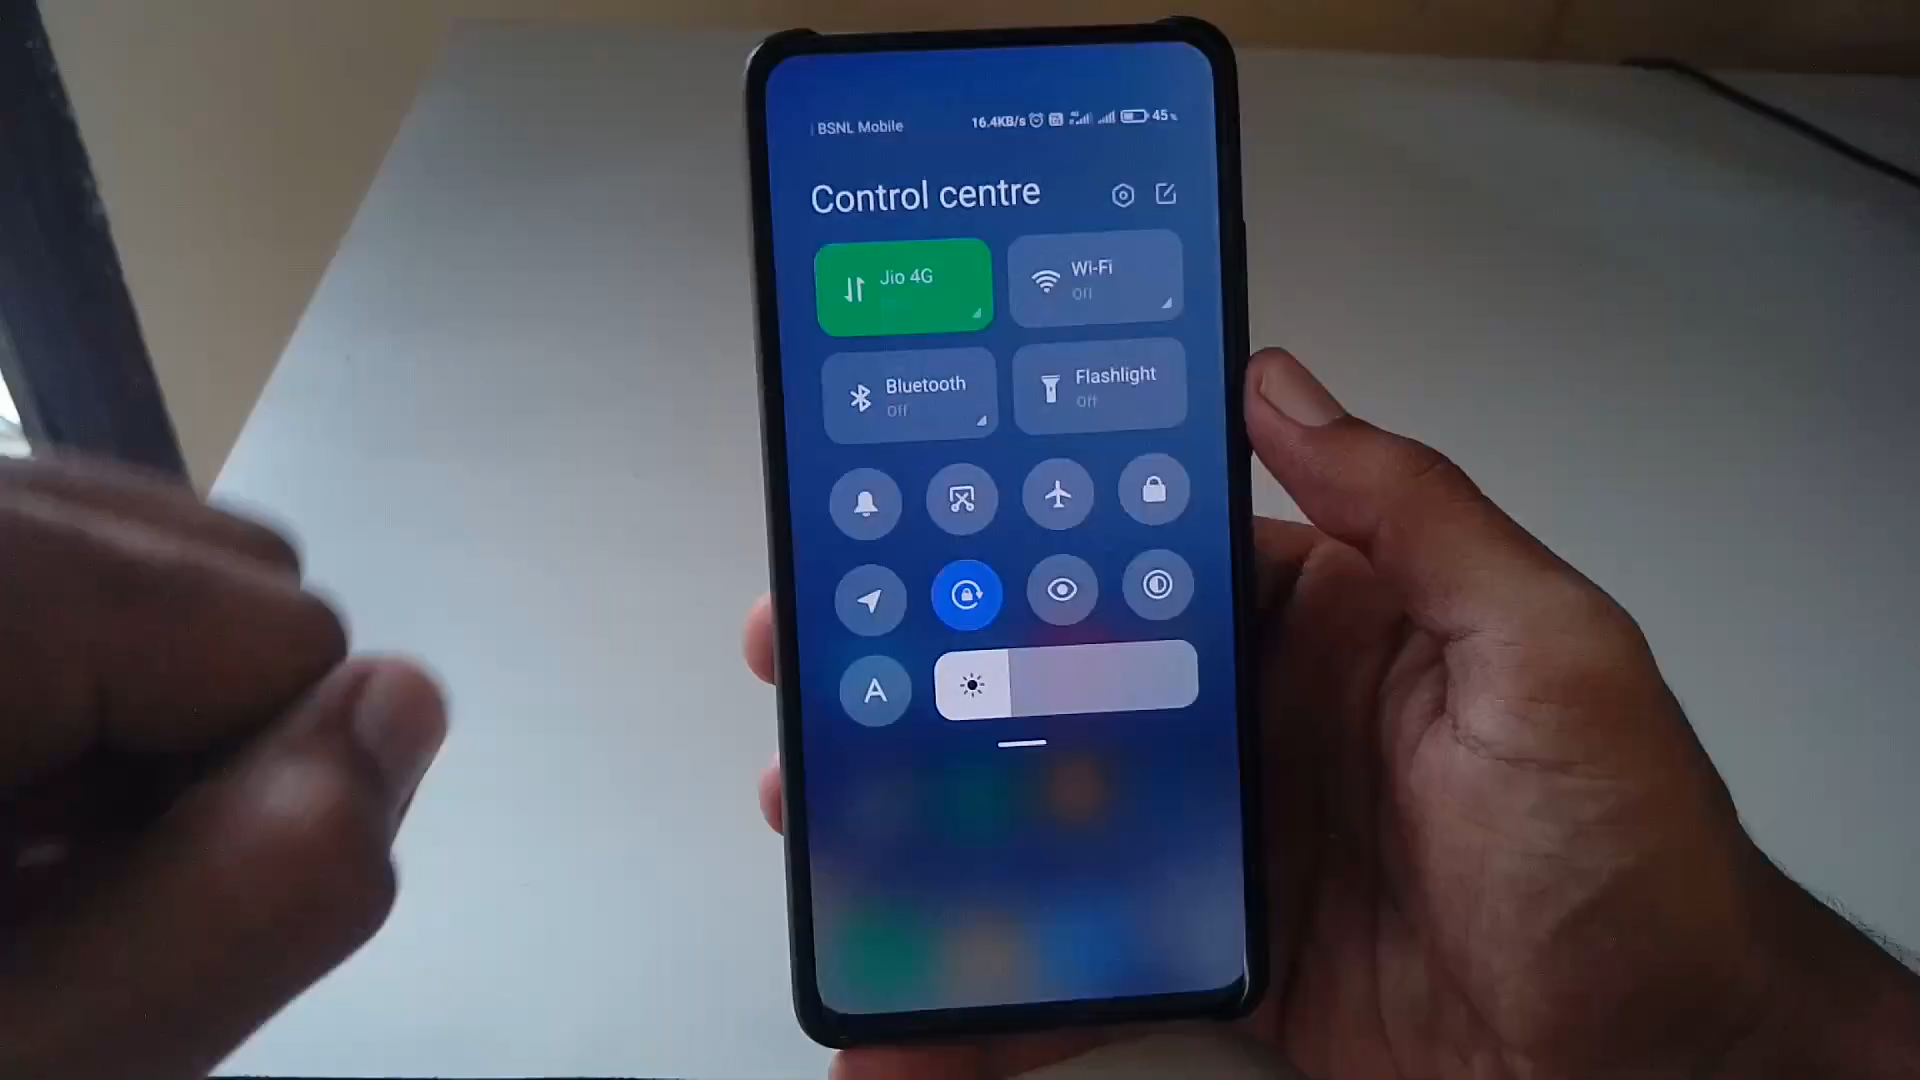 BSNL Mobile
16.4KB/s 45%
Control centre
Jio 4G
Wi-Fi
Off
Bluetooth
Off
Flashlight
Off
A